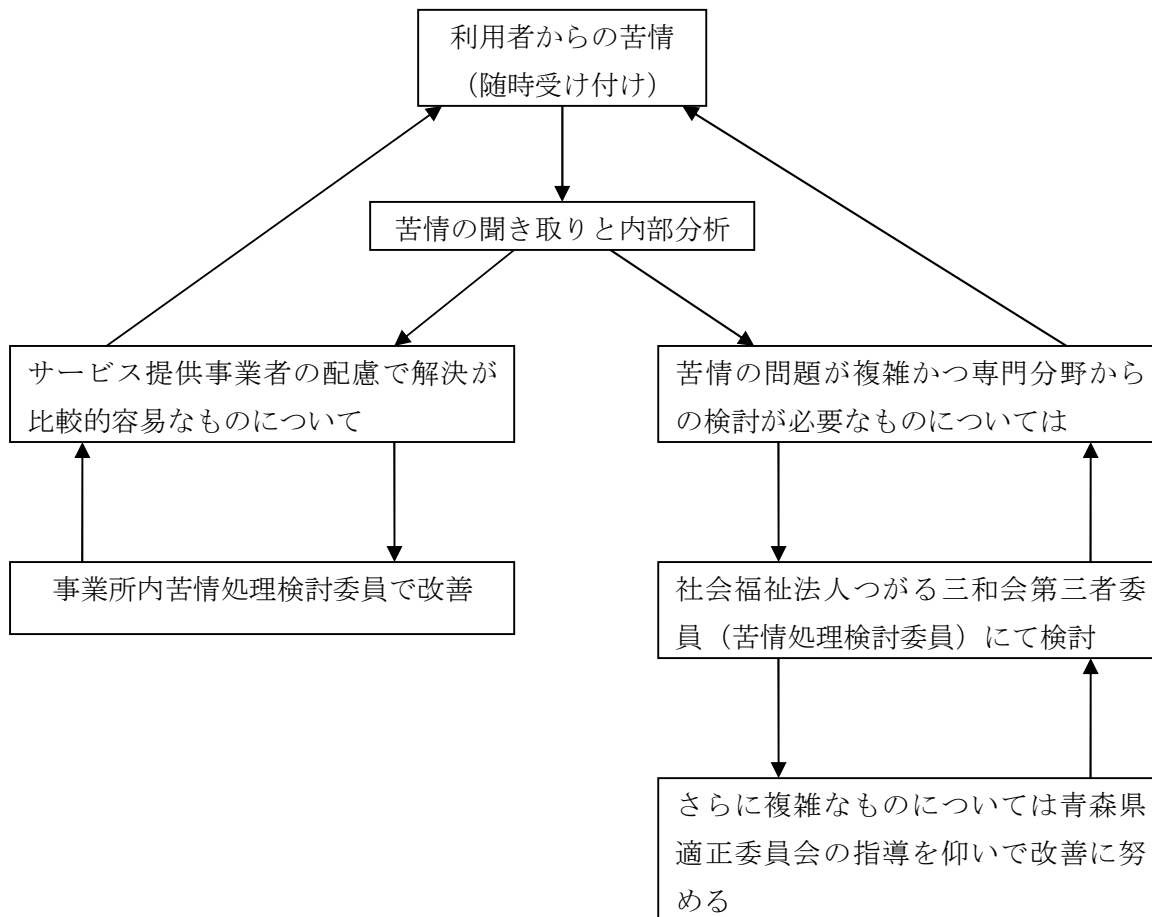 利用者からの苦情
（随時受け付け）
苦情の聞き取りと内部分析
サービス提供事業者の配慮で解決が
比較的容易なものについて
苦情の問題が複雑かつ専門分野から
の検討が必要なものについては
事業所内苦情処理検討委員で改善
社会福祉法人つがる三和会第三者委
員（苦情処理検討委員）にて検討
さらに複雑なものについては青森県
適正委員会の指導を仰いで改善に努
める